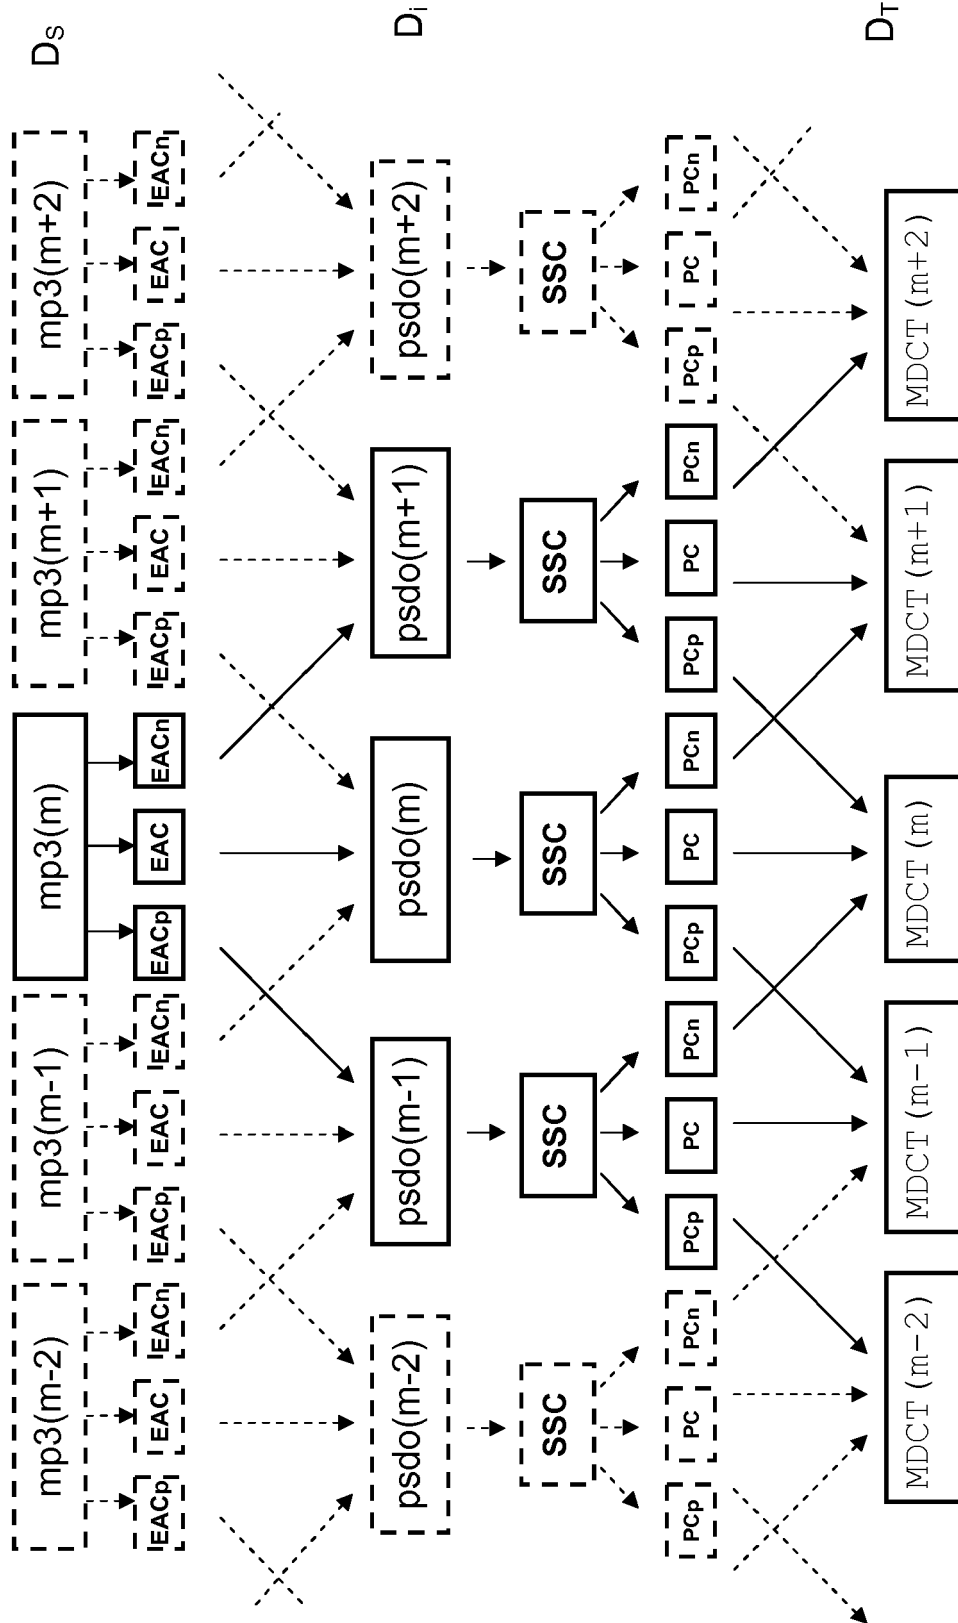 mp3(m-2) mp3(m-1) mp3(m) mp3(m+1) mp3(m+2) Ds
EACp EAC EACn EACp EAC EACn EACp EAC EACn EACp EAC EACn EACp EAC EACn
psdo(m-2) psdo(m-1) psdo(m) psdo(m+1) psdo(m+2) Di
SSC SSC SSC SSC SSC
PCp PC PCn PCp PC PCn PCp PC PCn PCp PC PCn PCp PC PCn
MDCT(m-2) MDCT(m-1) MDCT(m) MDCT(m+1) MDCT(m+2) DT